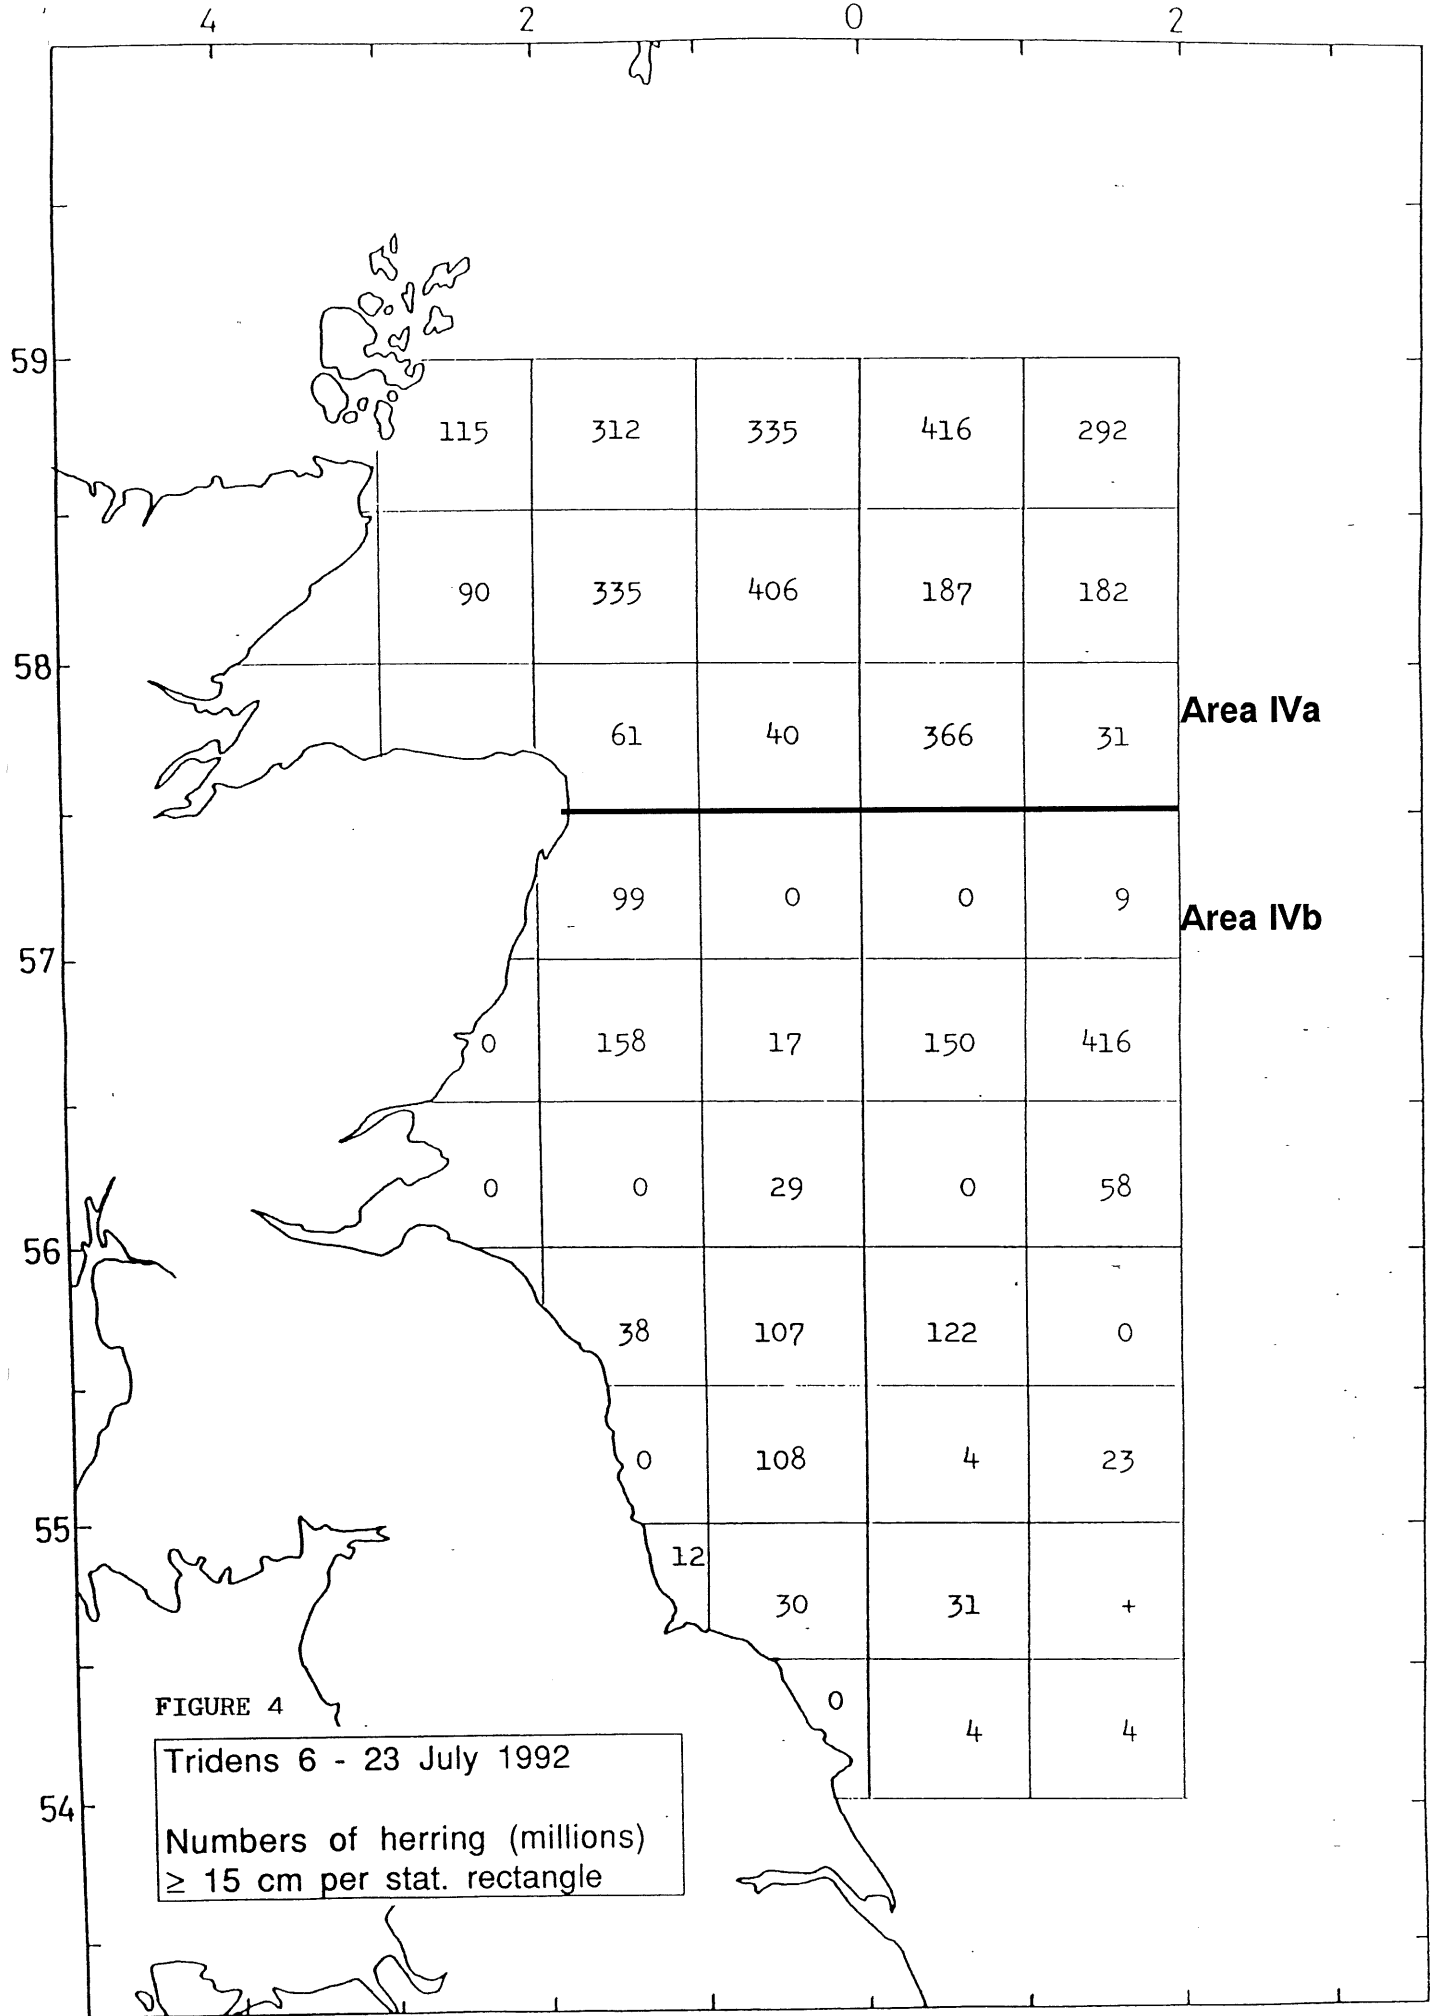 4 2 0 2
59
115 312 335 416 292
90 335 406 187 182
58
Area IVa
61 40 366 31
99 0 0 9
Area IVb
57
0 158 17 150 416
0 0 29 0 58
56
38 107 122 0
0 108 4 23
55
12
30 31 +
0
FIGURE 4
4 4
Tridens 6 - 23 July 1992
54
Numbers of herring (millions)
≥ 15 cm per stat. rectangle